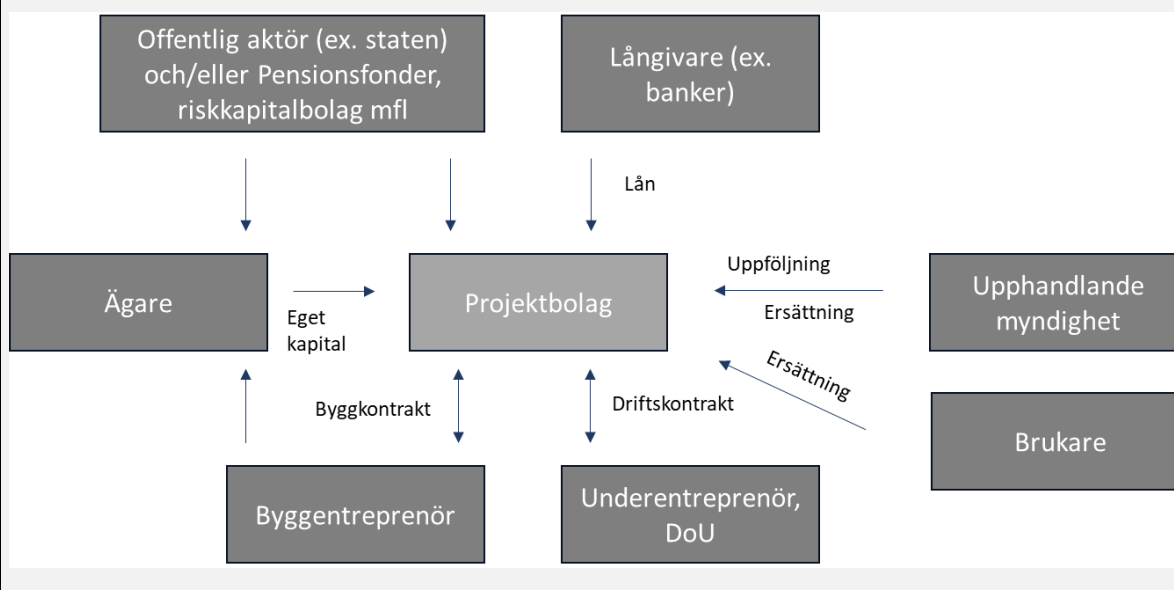 Offentlig aktör (ex. staten)
och/eller Pensionsfonder,
riskkapitalbolag mfl
Långivare (ex.
banker)
Lån
Ägare
Eget
kapital
Projektbolag
Uppföljning
Ersättning
Upphandlande
myndighet
Ersättning
Brukare
Byggkontrakt
Driftskontrakt
Byggentreprenör
Underentreprenör,
DoU